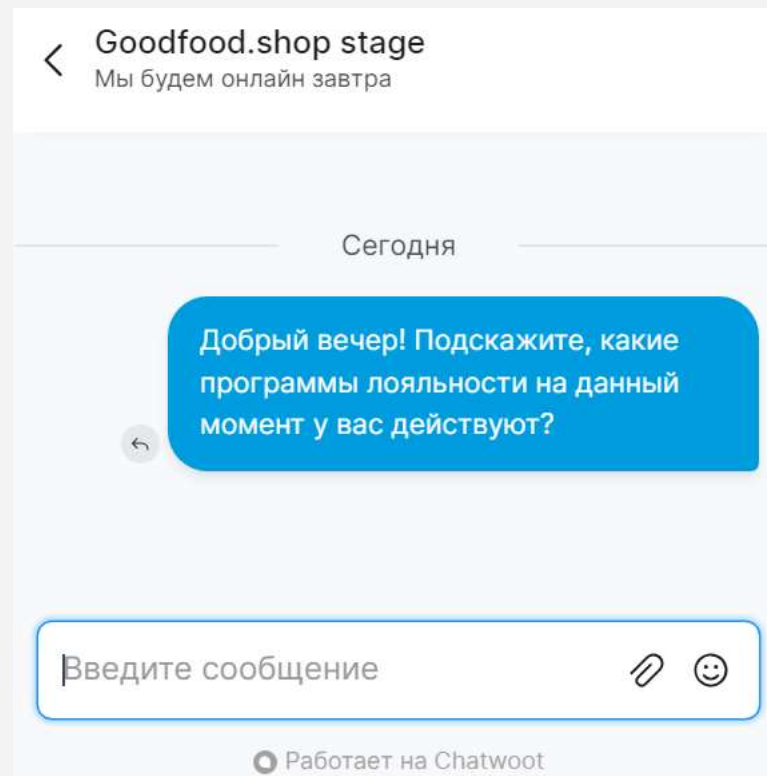 Goodfood.shop stage
Мы будем онлайн завтра
Сегодня
Добрый вечер! Подскажите, какие
программы лояльности на данный
момент у вас действуют?
Введите сообщение
Работает на Chatwoot